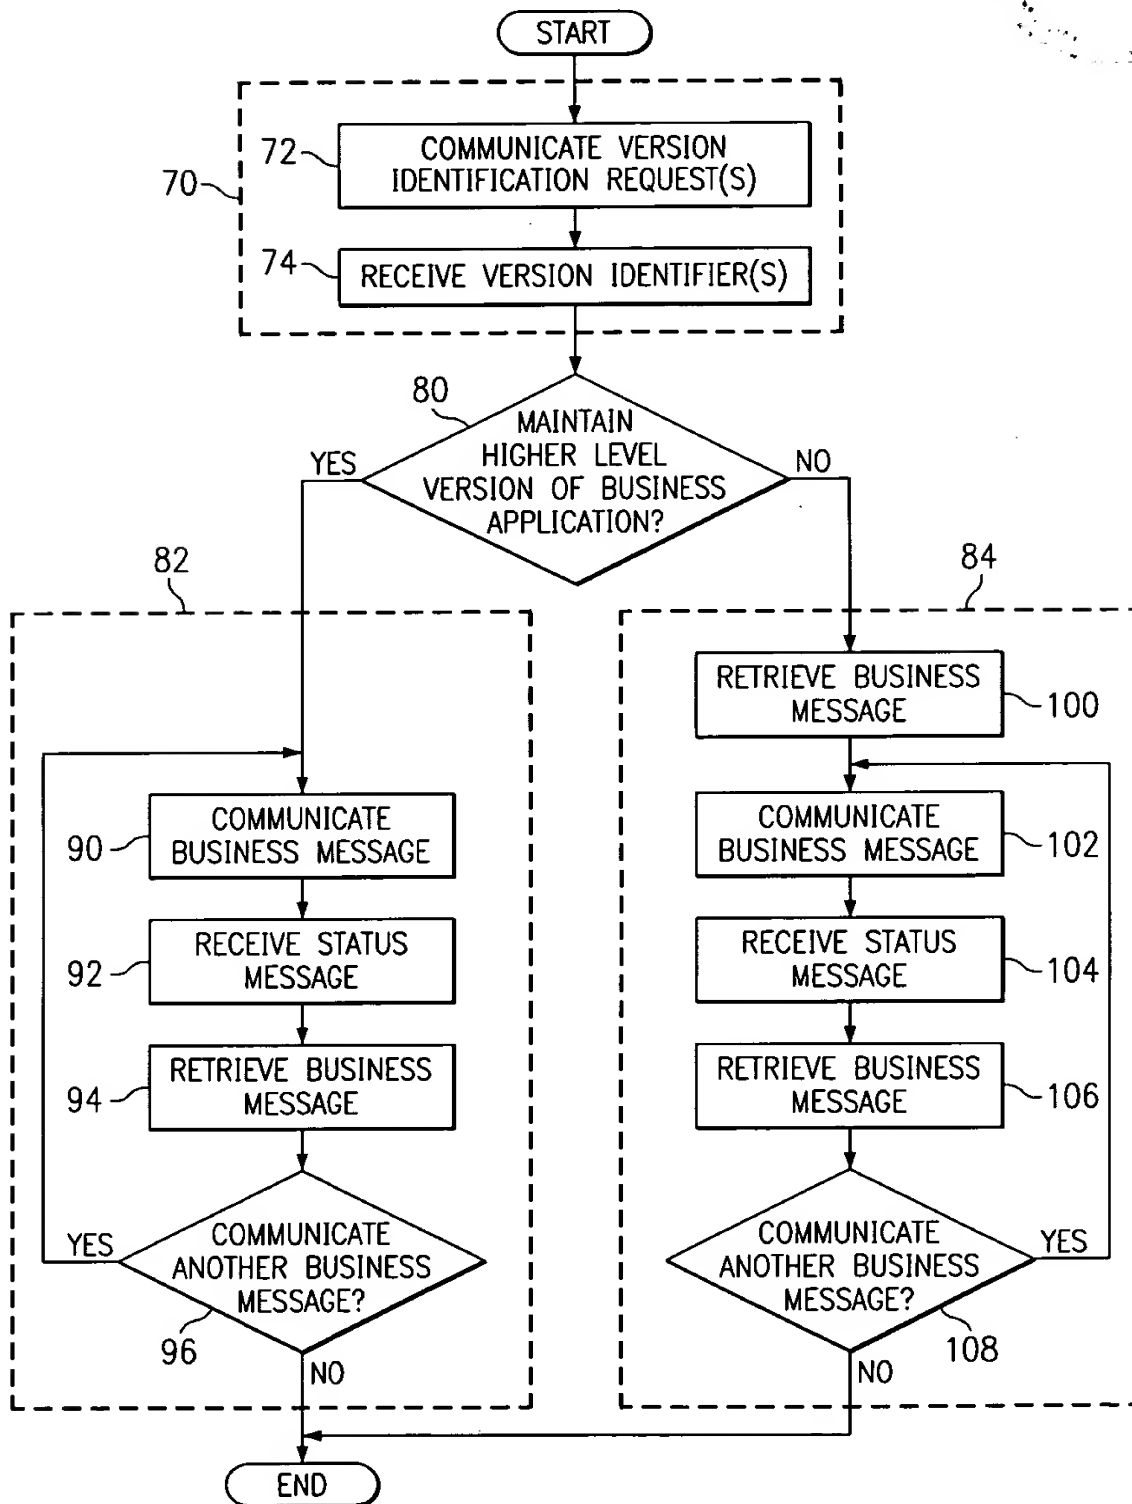 START
72
COMMUNICATE VERSION
IDENTIFICATION REQUEST(S)
70
74
RECEIVE VERSION IDENTIFIER(S)
80
MAINTAIN
HIGHER LEVEL
VERSION OF BUSINESS
APPLICATION?
YES
NO
82
84
RETRIEVE BUSINESS
MESSAGE
100
COMMUNICATE
BUSINESS MESSAGE
90
COMMUNICATE
BUSINESS MESSAGE
102
RECEIVE STATUS
MESSAGE
92
RECEIVE STATUS
MESSAGE
104
RETRIEVE BUSINESS
MESSAGE
94
RETRIEVE BUSINESS
MESSAGE
106
YES
COMMUNICATE
ANOTHER BUSINESS
MESSAGE?
96
NO
COMMUNICATE
ANOTHER BUSINESS
MESSAGE?
YES
108
NO
END